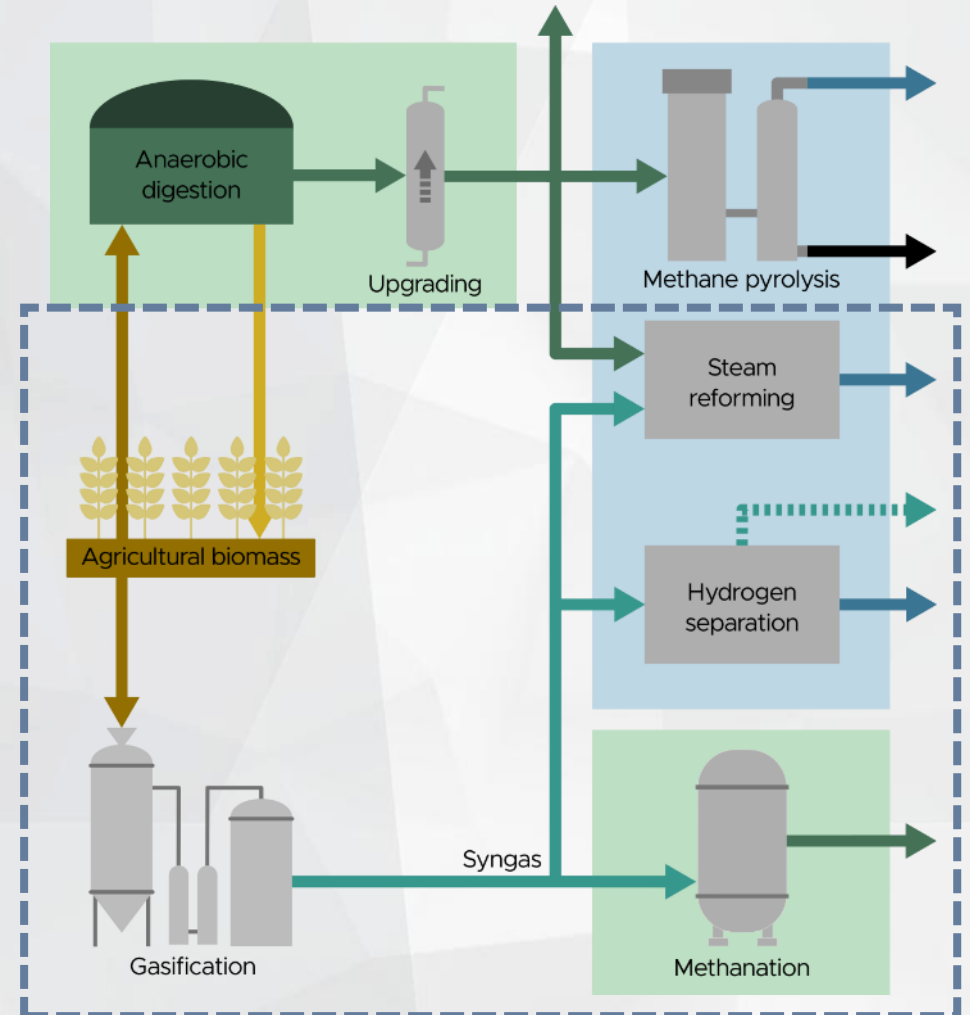 Anaerobic
digestion
Upgrading
Methane pyrolysis
Steam
reforming
Agricultural biomass
Hydrogen
separation
Syngas
Gasification
Methanation